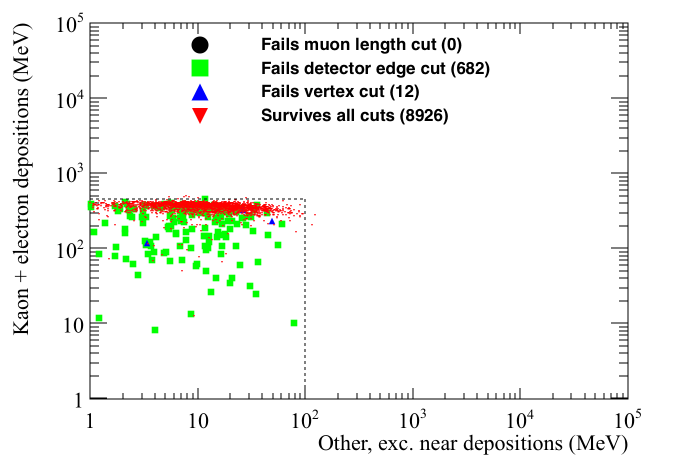 Kaon + electron depositions (MeV)
10^5
10^4
10^3
10^2
10
1
Fails muon length cut (0)
Fails detector edge cut (682)
Fails vertex cut (12)
Survives all cuts (8926)
1 10 10^2 10^3 10^4 10^5
Other, exc. near depositions (MeV)